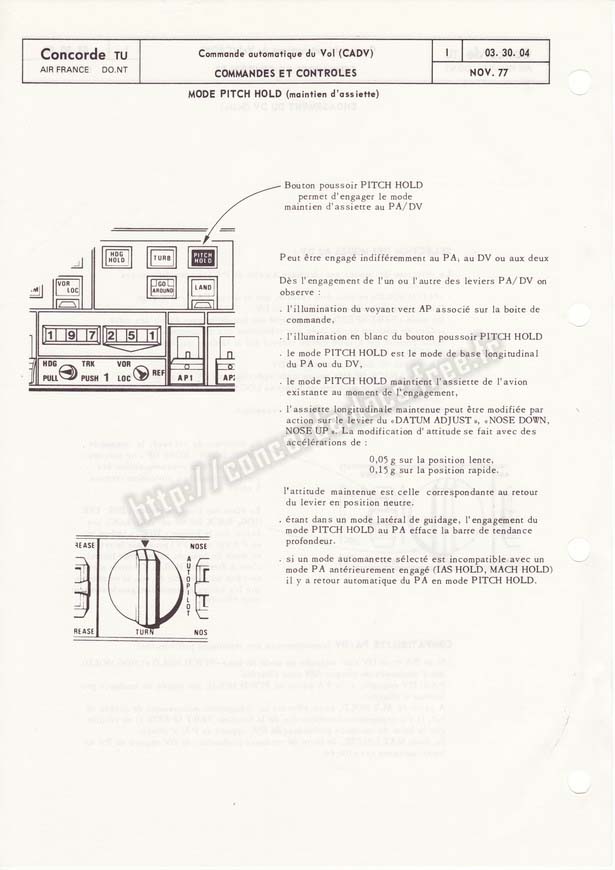 Concorde TU
AIR FRANCE DO.NT
Commande automatique du Vol (CADV)
COMMANDES ET CONTROLES
I
03. 30. 04
NOV. 77
MODE PITCH HOLD (maintien d'assiette)
Bouton poussoir PITCH HOLD
permet d'engager le mode
maintien d'assiette au PA/DV
HDG
HOLD
TURB
PITCH
HOLD
VOR
LOC
GO
AROUND
LAND
1 9 7 2 5 1
HDG
TRK
VOR
PULL
PUSH 1
LOC
REF
AP1
AP2
Peut être engagé indifféremment au PA, au DV ou aux deux
Dès l'engagement de l'un ou l'autre des leviers PA/DV on
observe :
. l'illumination du voyant vert AP associé sur la boite de
commande,
. l'illumination en blanc du bouton poussoir PITCH HOLD
. le mode PITCH HOLD est le mode de base longitudinal
du PA ou du DV,
. le mode PITCH HOLD maintient l'assiette de l'avion
existante au moment de l'engagement,
. l'assiette longitudinale maintenue peut être modifiée par
action sur le levier du «DATUM ADJUST», «NOSE DOWN,
NOSE UP». La modification d'attitude se fait avec des
accélérations de :
0,05 g sur la position lente,
0,15 g sur la position rapide.
l'attitude maintenue est celle correspondante au retour
du levier en position neutre.
. étant dans un mode latéral de guidage, l'engagement du
mode PITCH HOLD au PA efface la barre de tendance
profondeur.
. si un mode automanette sélecté est incompatible avec un
mode PA antérieurement engagé (IAS HOLD, MACH HOLD)
il y a retour automatique du PA en mode PITCH HOLD.
REASE
NOSE
AUTOPILOT
REASE
TURN
NOS
http://concordescopia.free.fr